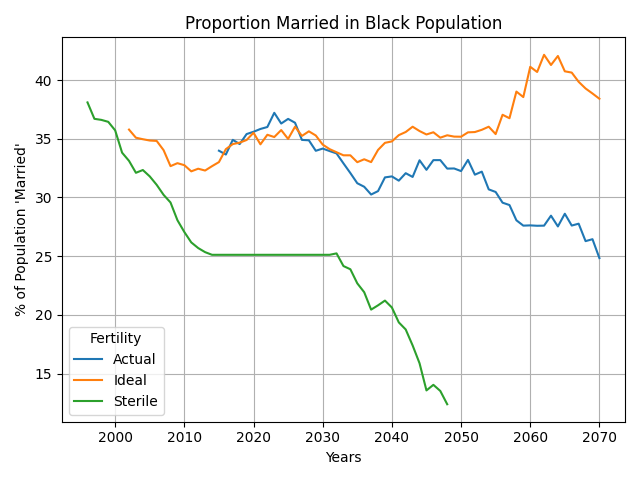 Proportion Married in Black Population
% of Population 'Married'
40
35
30
25
20
15
Fertility
Actual
Ideal
Sterile
2000 2010 2020 2030 2040 2050 2060 2070
Years